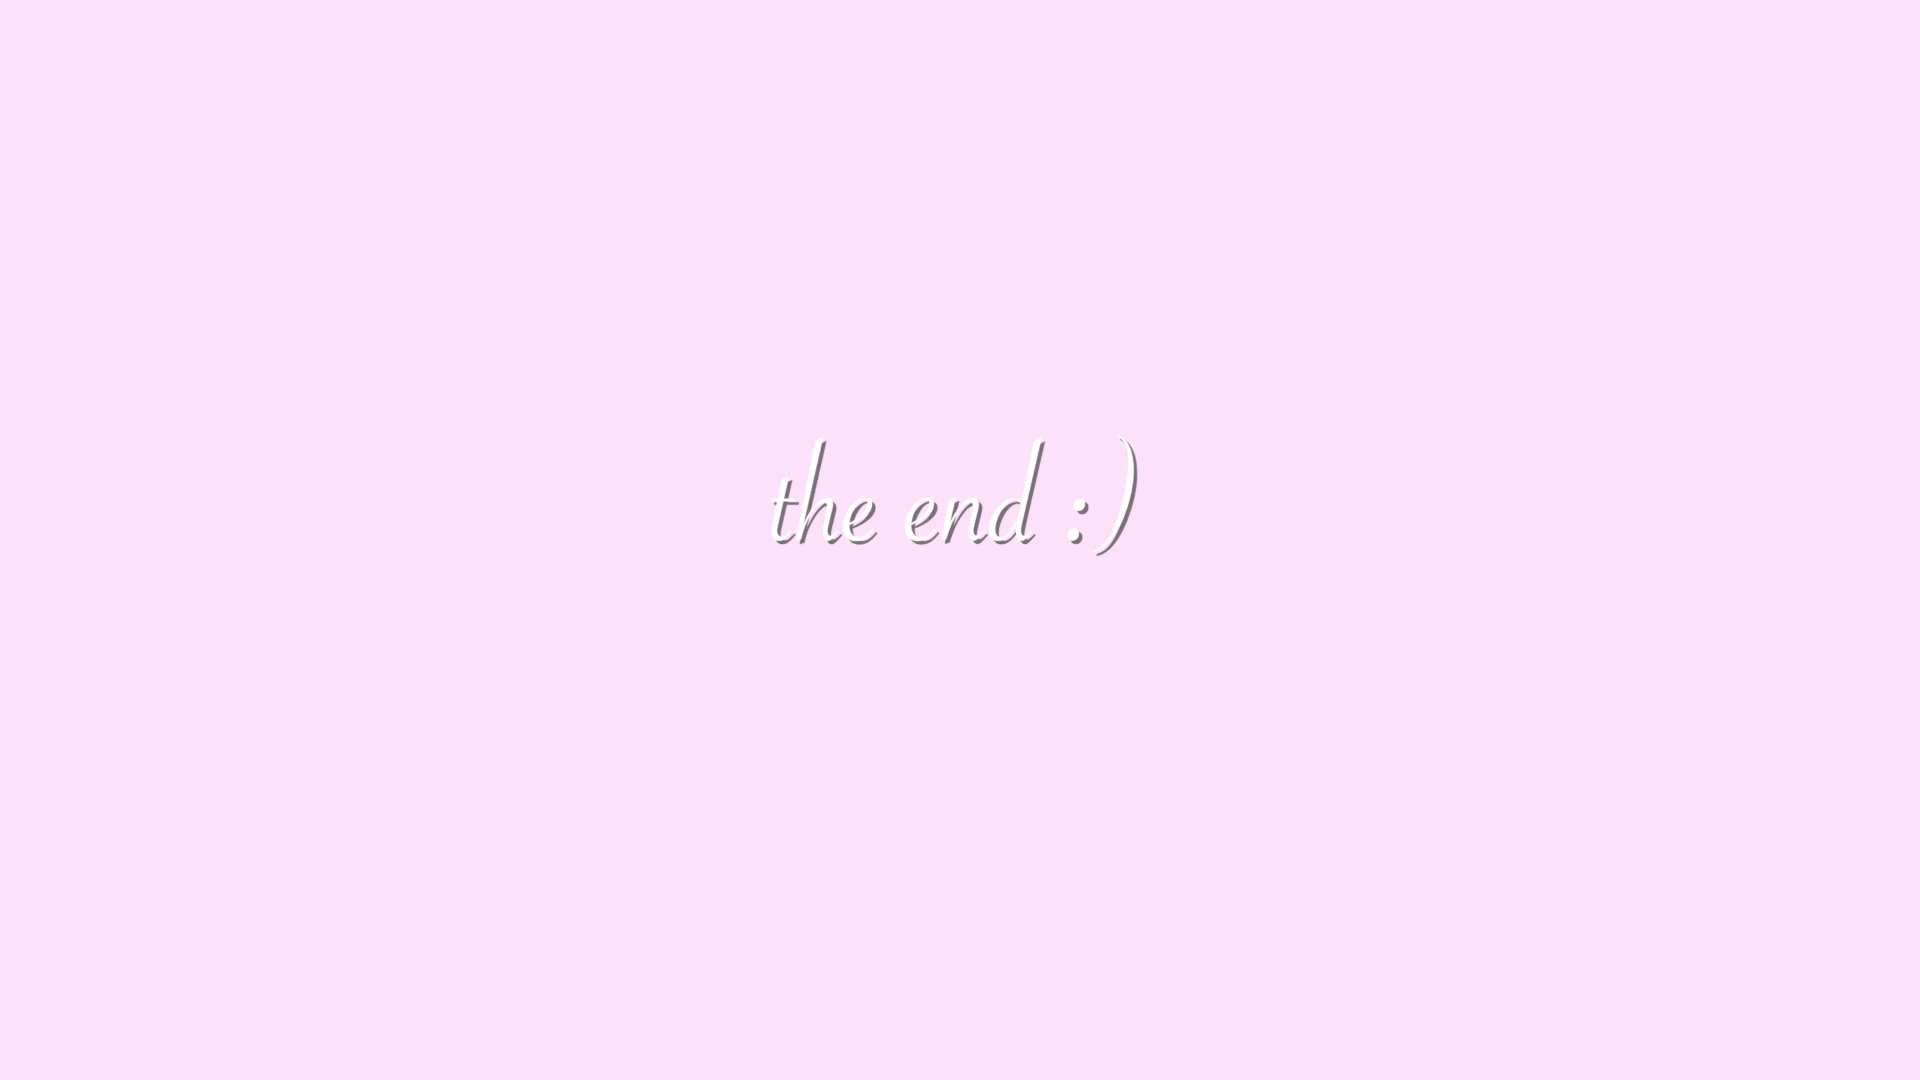 the end :)